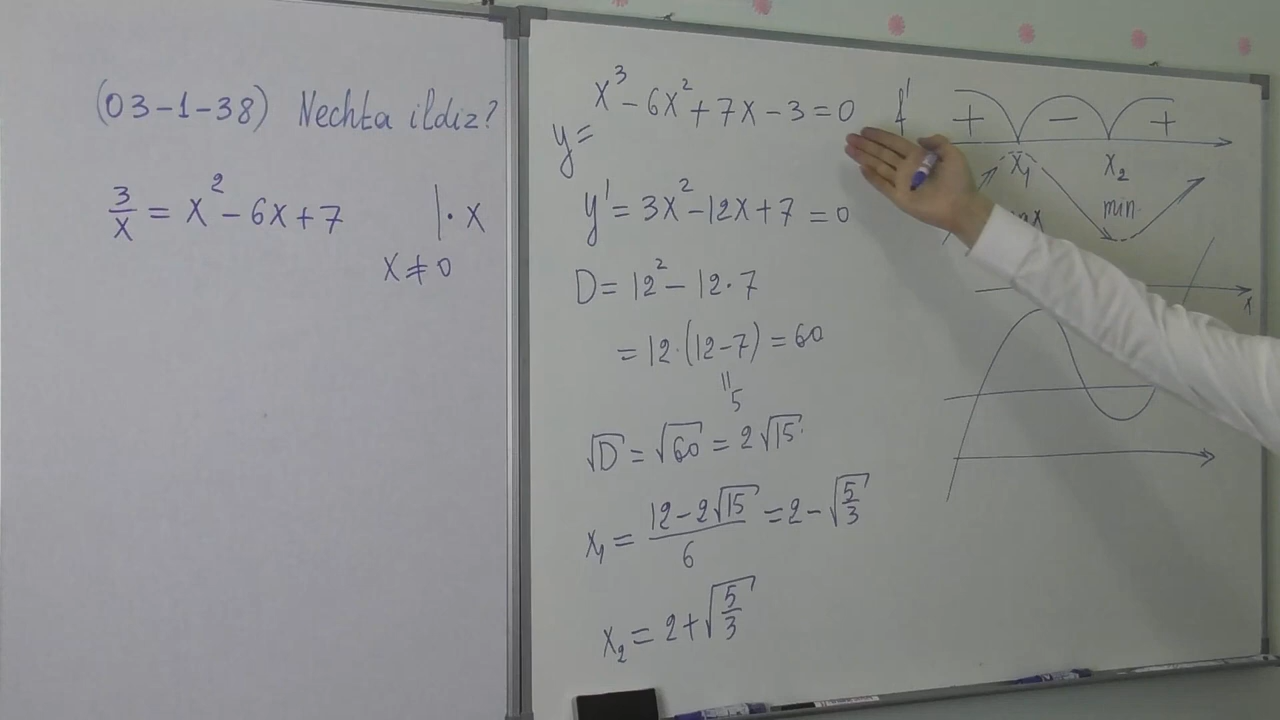 (03-1-38) Nechta ildiz?
3/x = x² - 6x + 7 | · x
x ≠ 0
y = x³ - 6x² + 7x - 3 = 0
y' = 3x² - 12x + 7 = 0
D = 12² - 12 · 7
= 12 · (12 - 7) = 60
=
5
√D = √60 = 2√15
x₁ = (12 - 2√15)/6 = 2 - √(5/3)
x₂ = 2 + √(5/3)
f'
+ − +
x₁ x₂
min
x